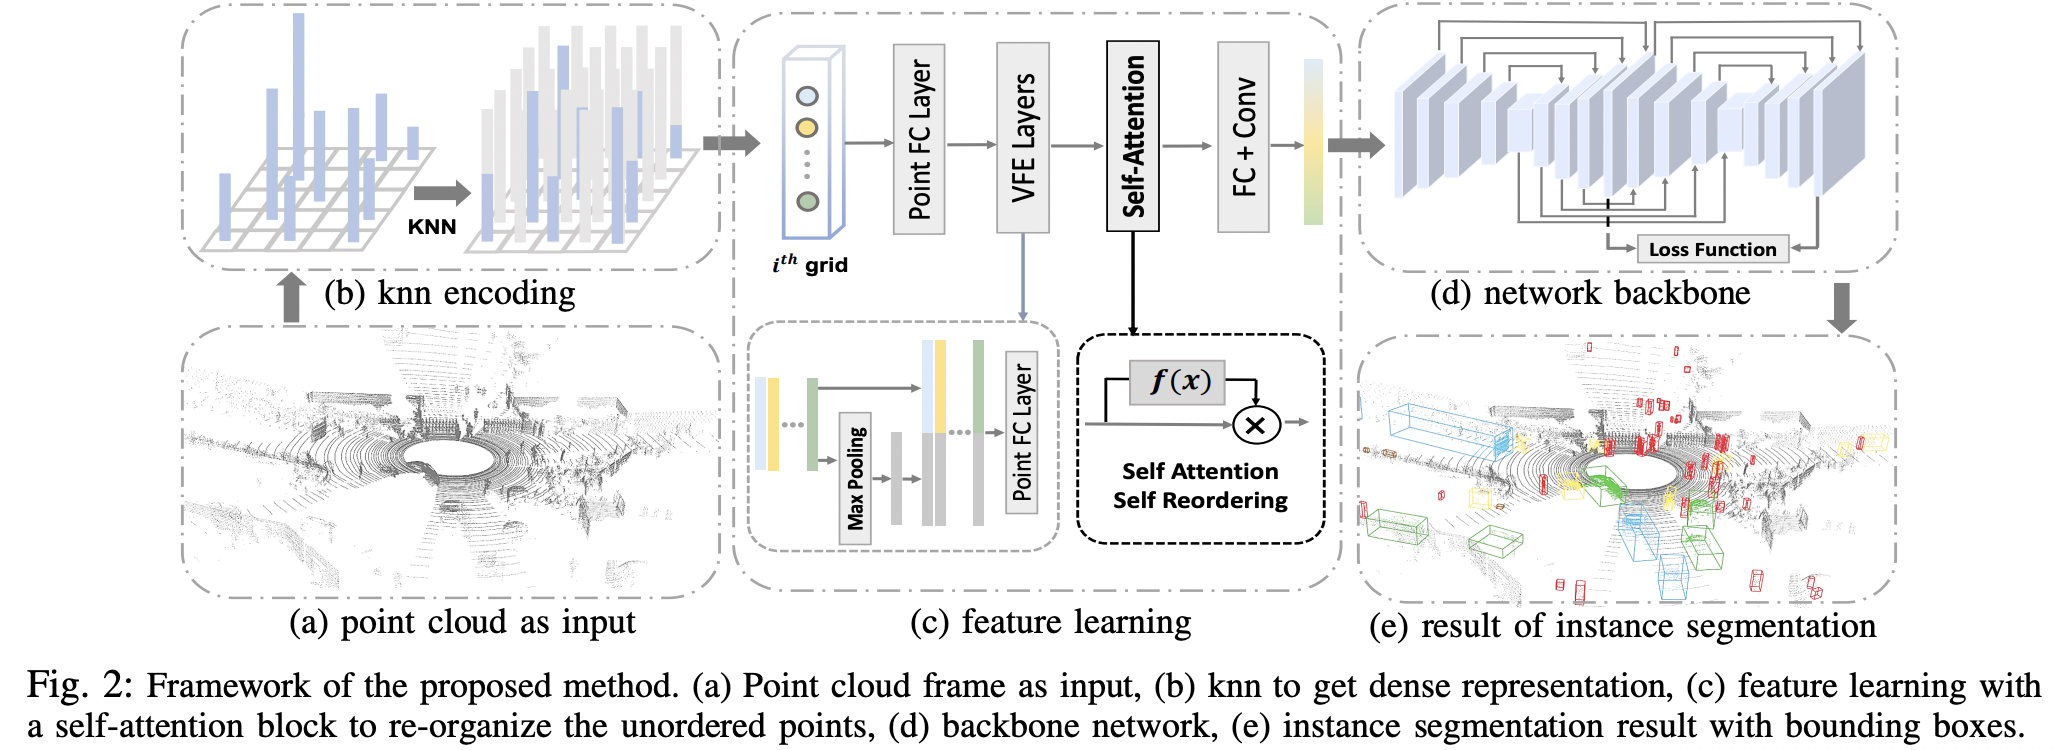 KNN
(b) knn encoding
(a) point cloud as input
i^th grid
Point FC Layer
VFE Layers
Self-Attention
FC + Conv
Max Pooling
Point FC Layer
f(x)
Self Attention
Self Reordering
(c) feature learning
Loss Function
(d) network backbone
(e) result of instance segmentation
Fig. 2: Framework of the proposed method. (a) Point cloud frame as input, (b) knn to get dense representation, (c) feature learning with
a self-attention block to re-organize the unordered points, (d) backbone network, (e) instance segmentation result with bounding boxes.